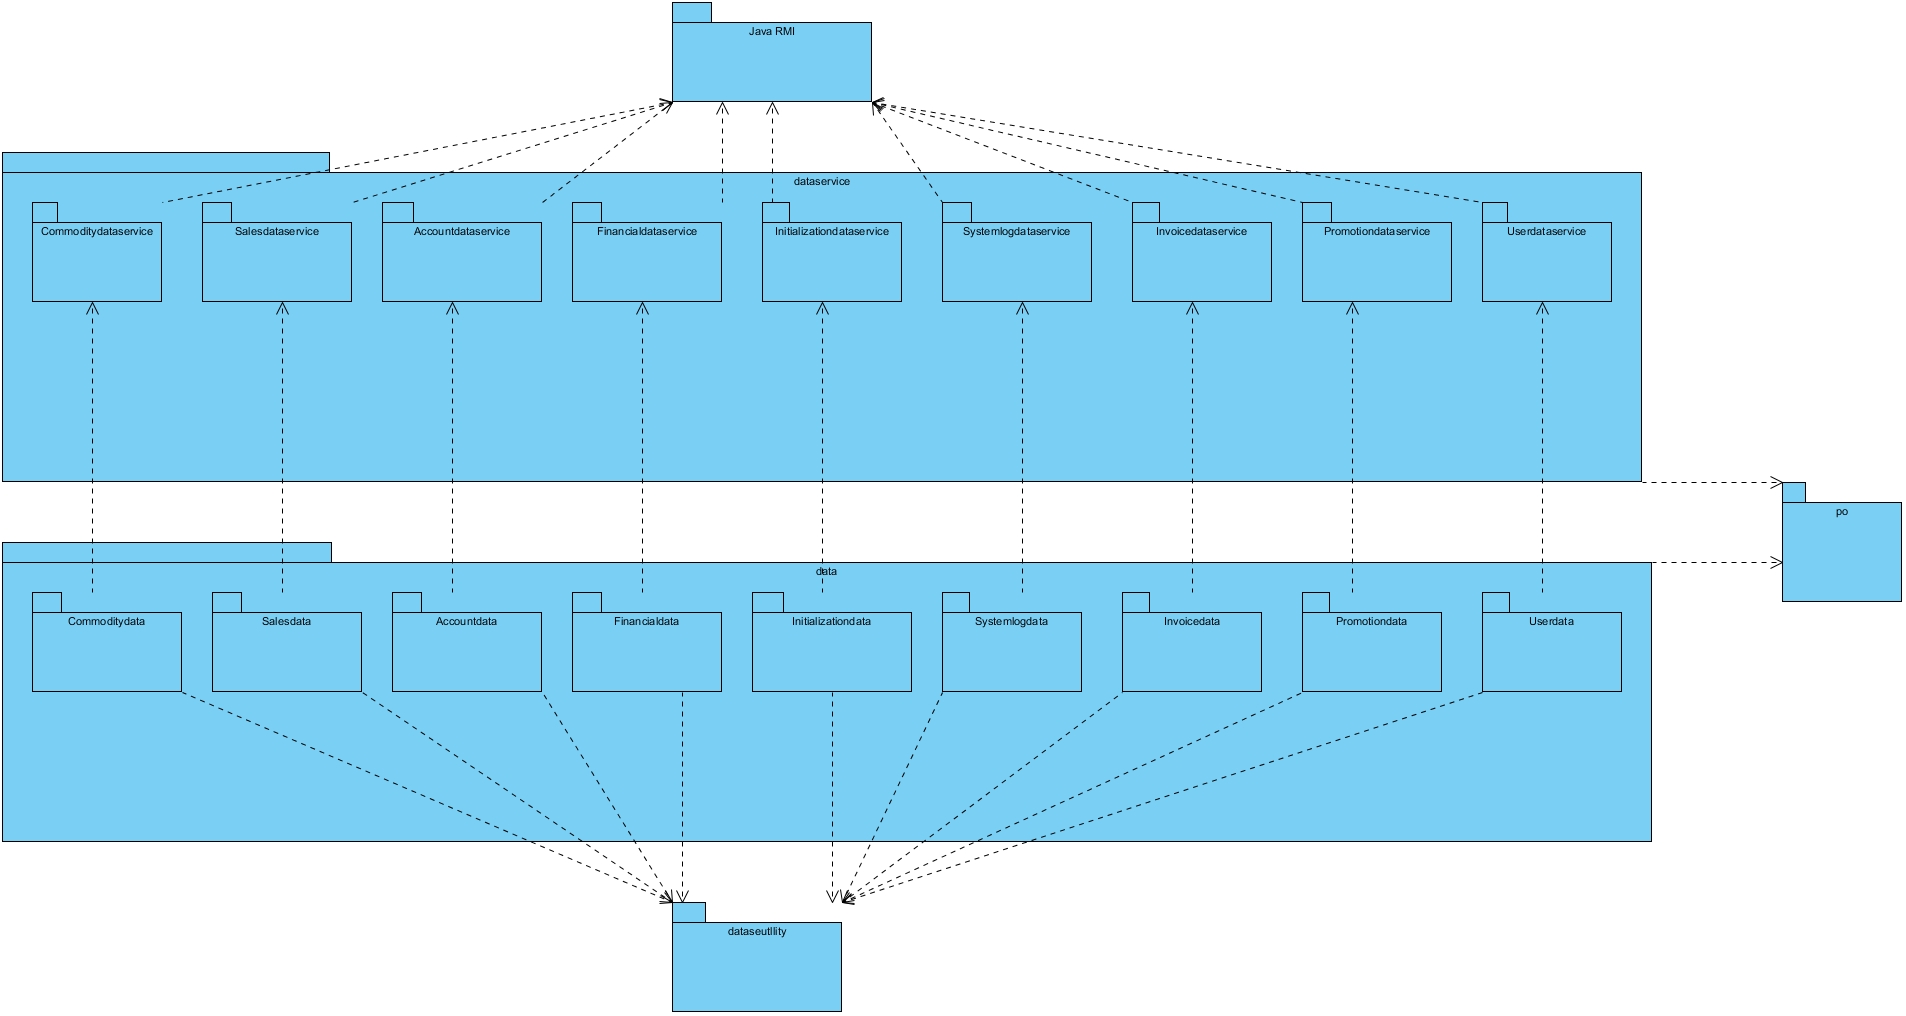 Java RMI
dataservice
Commoditydataservice
Salesdataservice
Accountdataservice
Financialdataservice
Initializationdataservice
Systemlogdataservice
Invoicedataservice
Promotiondataservice
Userdataservice
po
data
Commoditydata
Salesdata
Accountdata
Financialdata
Initializationdata
Systemlogdata
Invoicedata
Promotiondata
Userdata
dataseutllity